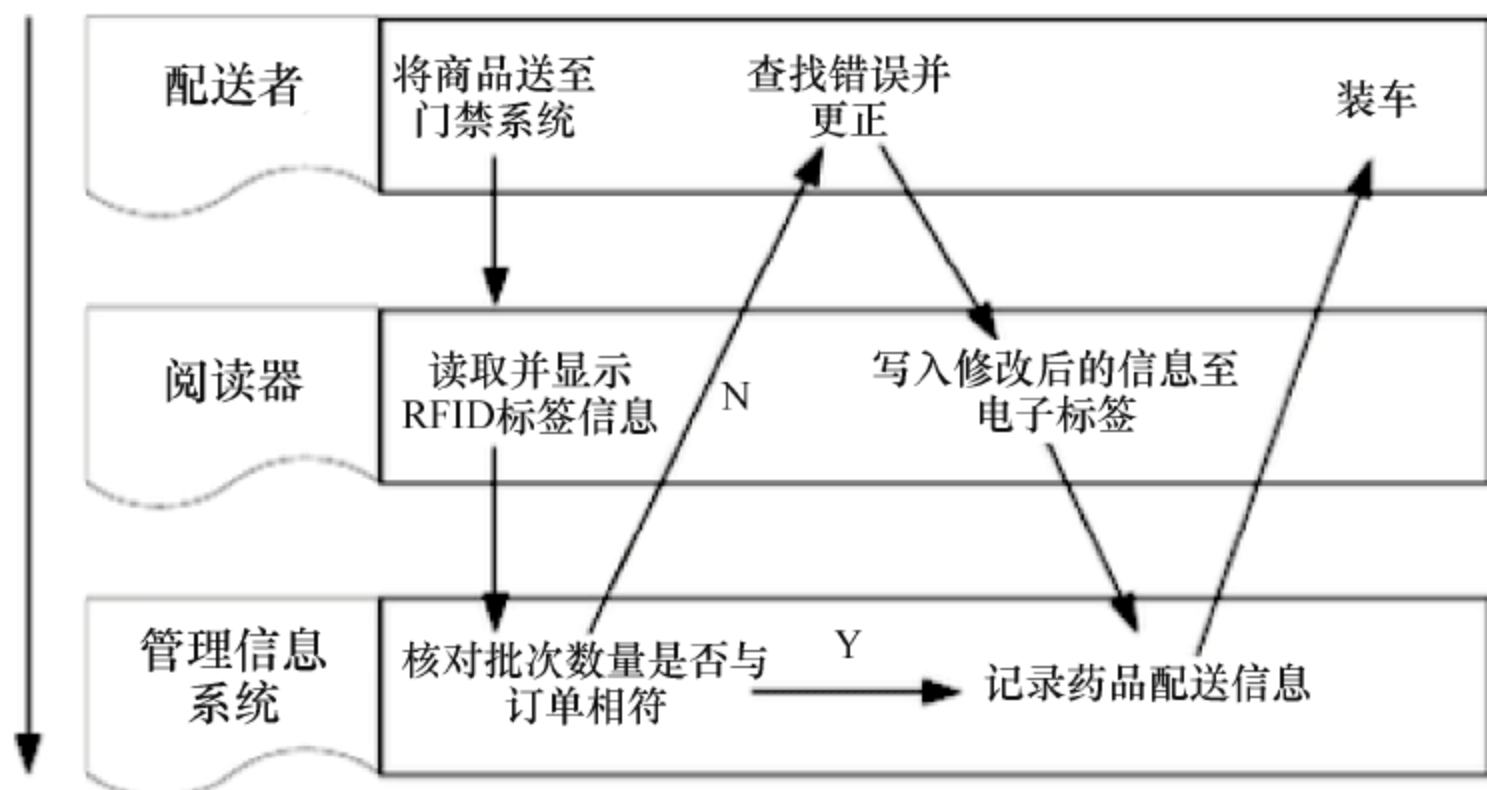 配送者
将商品送至
门禁系统
查找错误并
更正
装车
阅读器
读取并显示
RFID标签信息
N
写入修改后的信息至
电子标签
管理信息
系统
核对批次数量是否与
订单相符
Y
记录药品配送信息